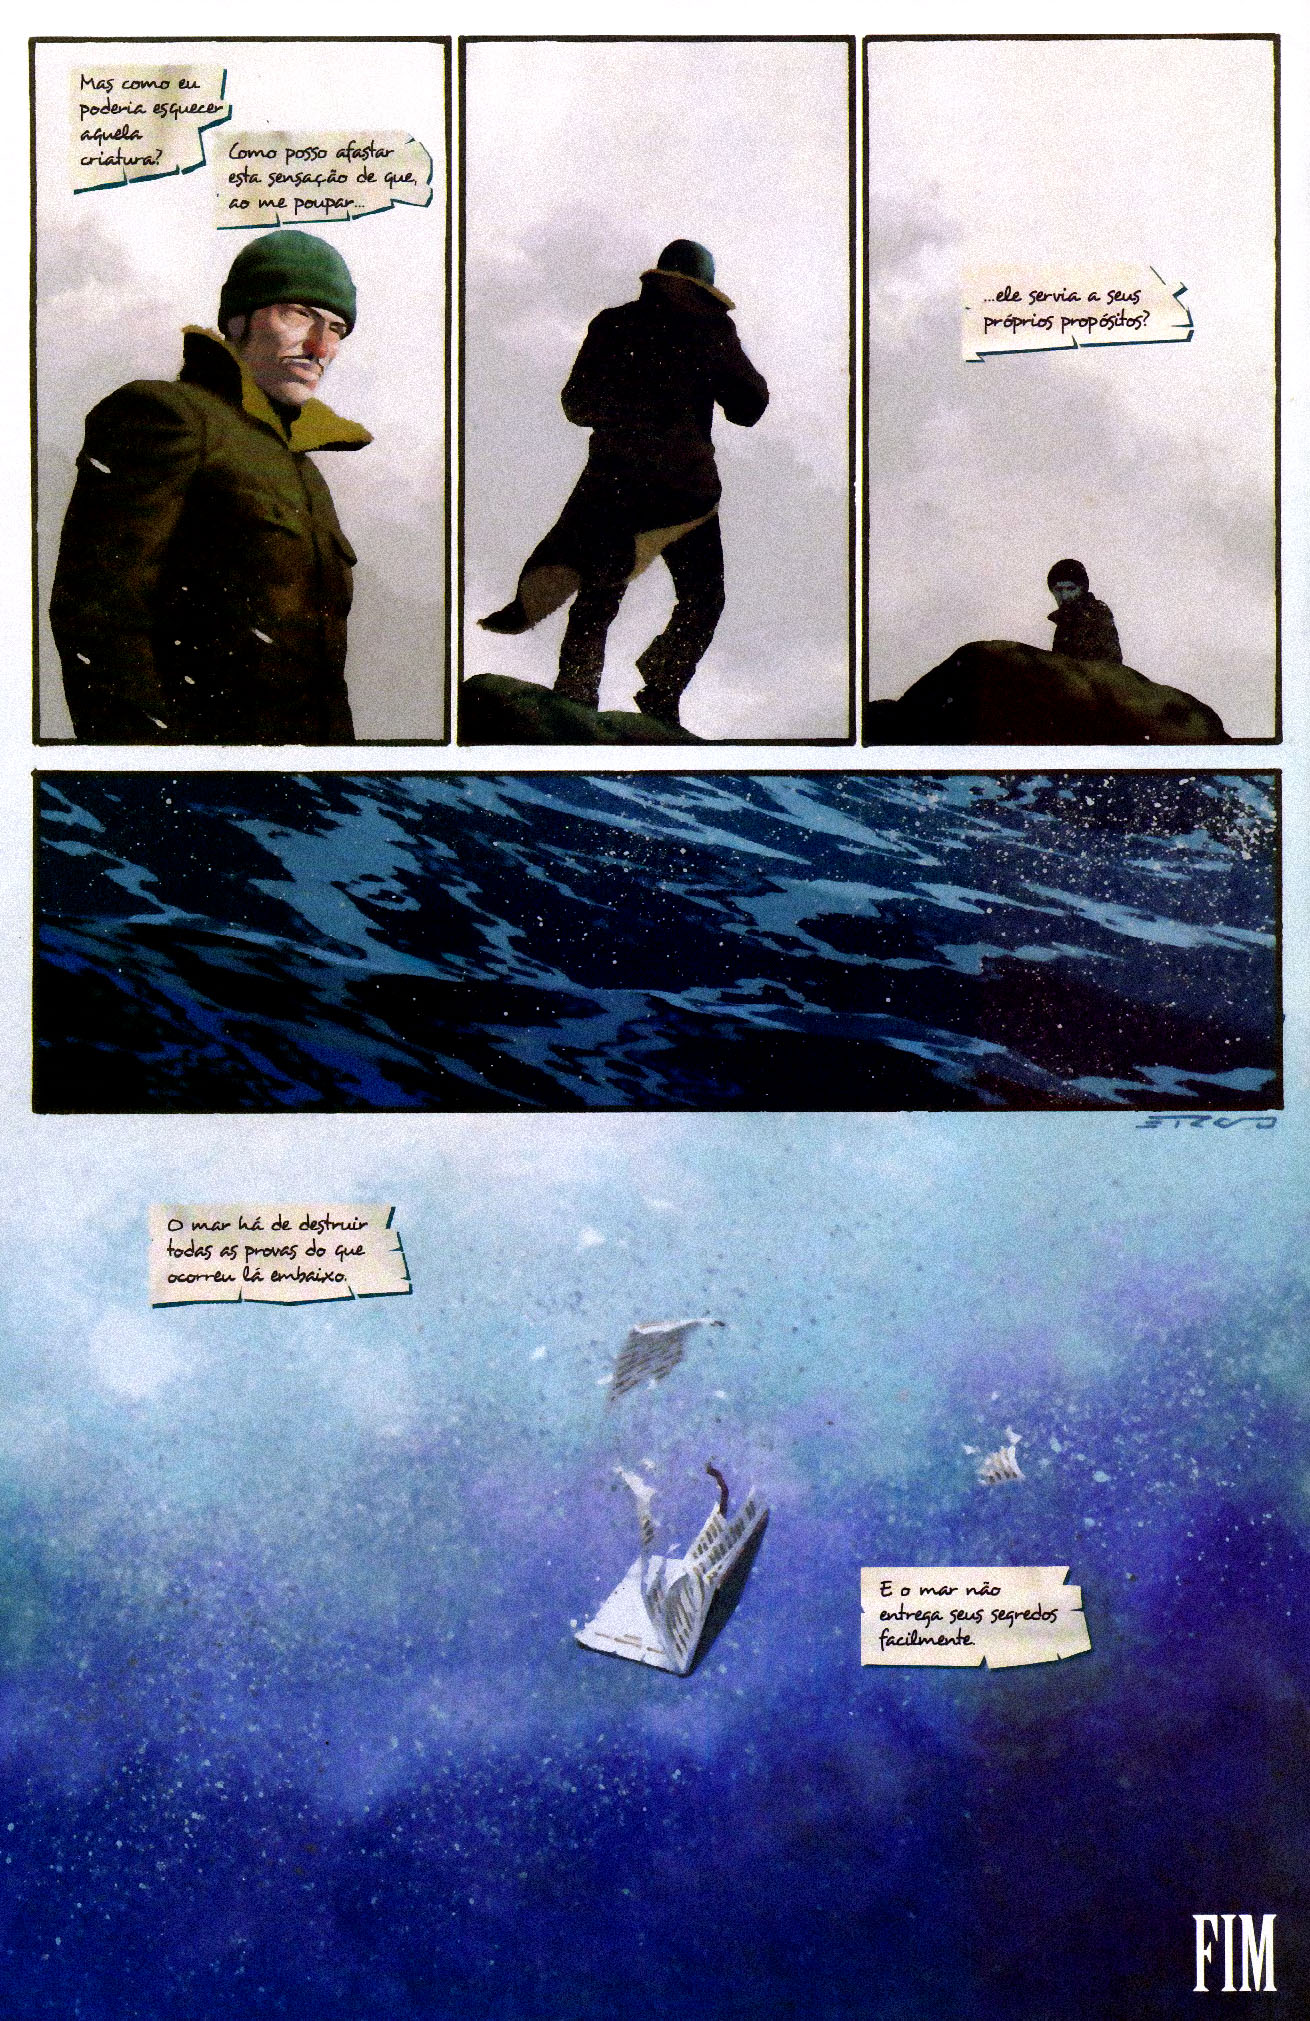 Mas como eu
poderia esquecer
aquela
criatura?
Como posso afastar
esta sensação de que,
ao me poupar...
...ele servia a seus
próprios propósitos?
O mar há de destruir
todas as provas do que
ocorreu lá embaixo.
E o mar não
entrega seus segredos
facilmente.
FIM